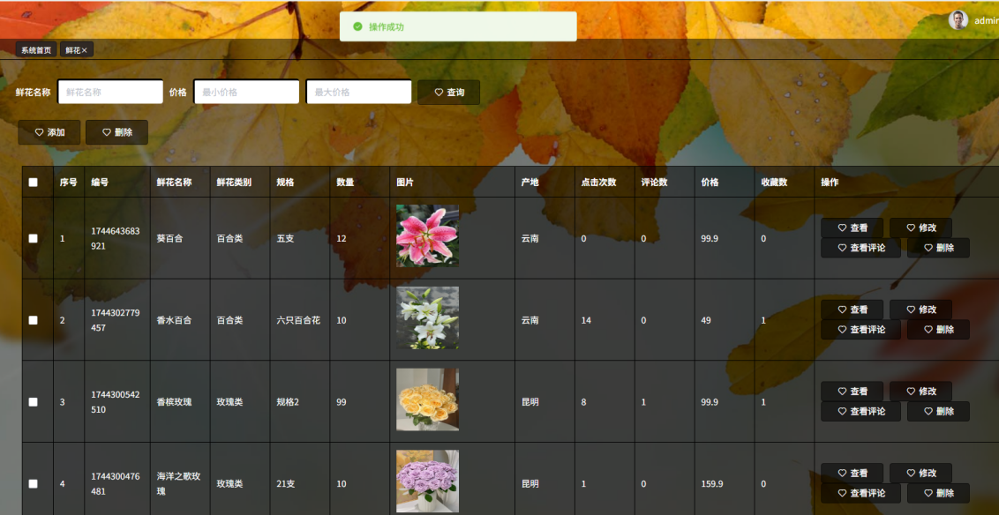 操作成功
admin
系统首页 鲜花×
鲜花名称 鲜花名称 价格 最小价格 最大价格 查询
添加 删除
序号 编号 鲜花名称 鲜花类别 规格 数量 图片 产地 点击次数 评论数 价格 收藏数 操作
1 1744643683921 葵百合 百合类 五支 12 云南 0 0 99.9 0 查看 修改
查看评论 删除
2 1744302779457 香水百合 百合类 六只百合花 10 云南 14 0 49 1 查看 修改
查看评论 删除
3 1744300542510 香槟玫瑰 玫瑰类 规格2 99 昆明 8 1 99.9 1 查看 修改
查看评论 删除
4 1744300476481 海洋之歌玫瑰 玫瑰类 21支 10 昆明 1 0 159.9 0 查看 修改
查看评论 删除